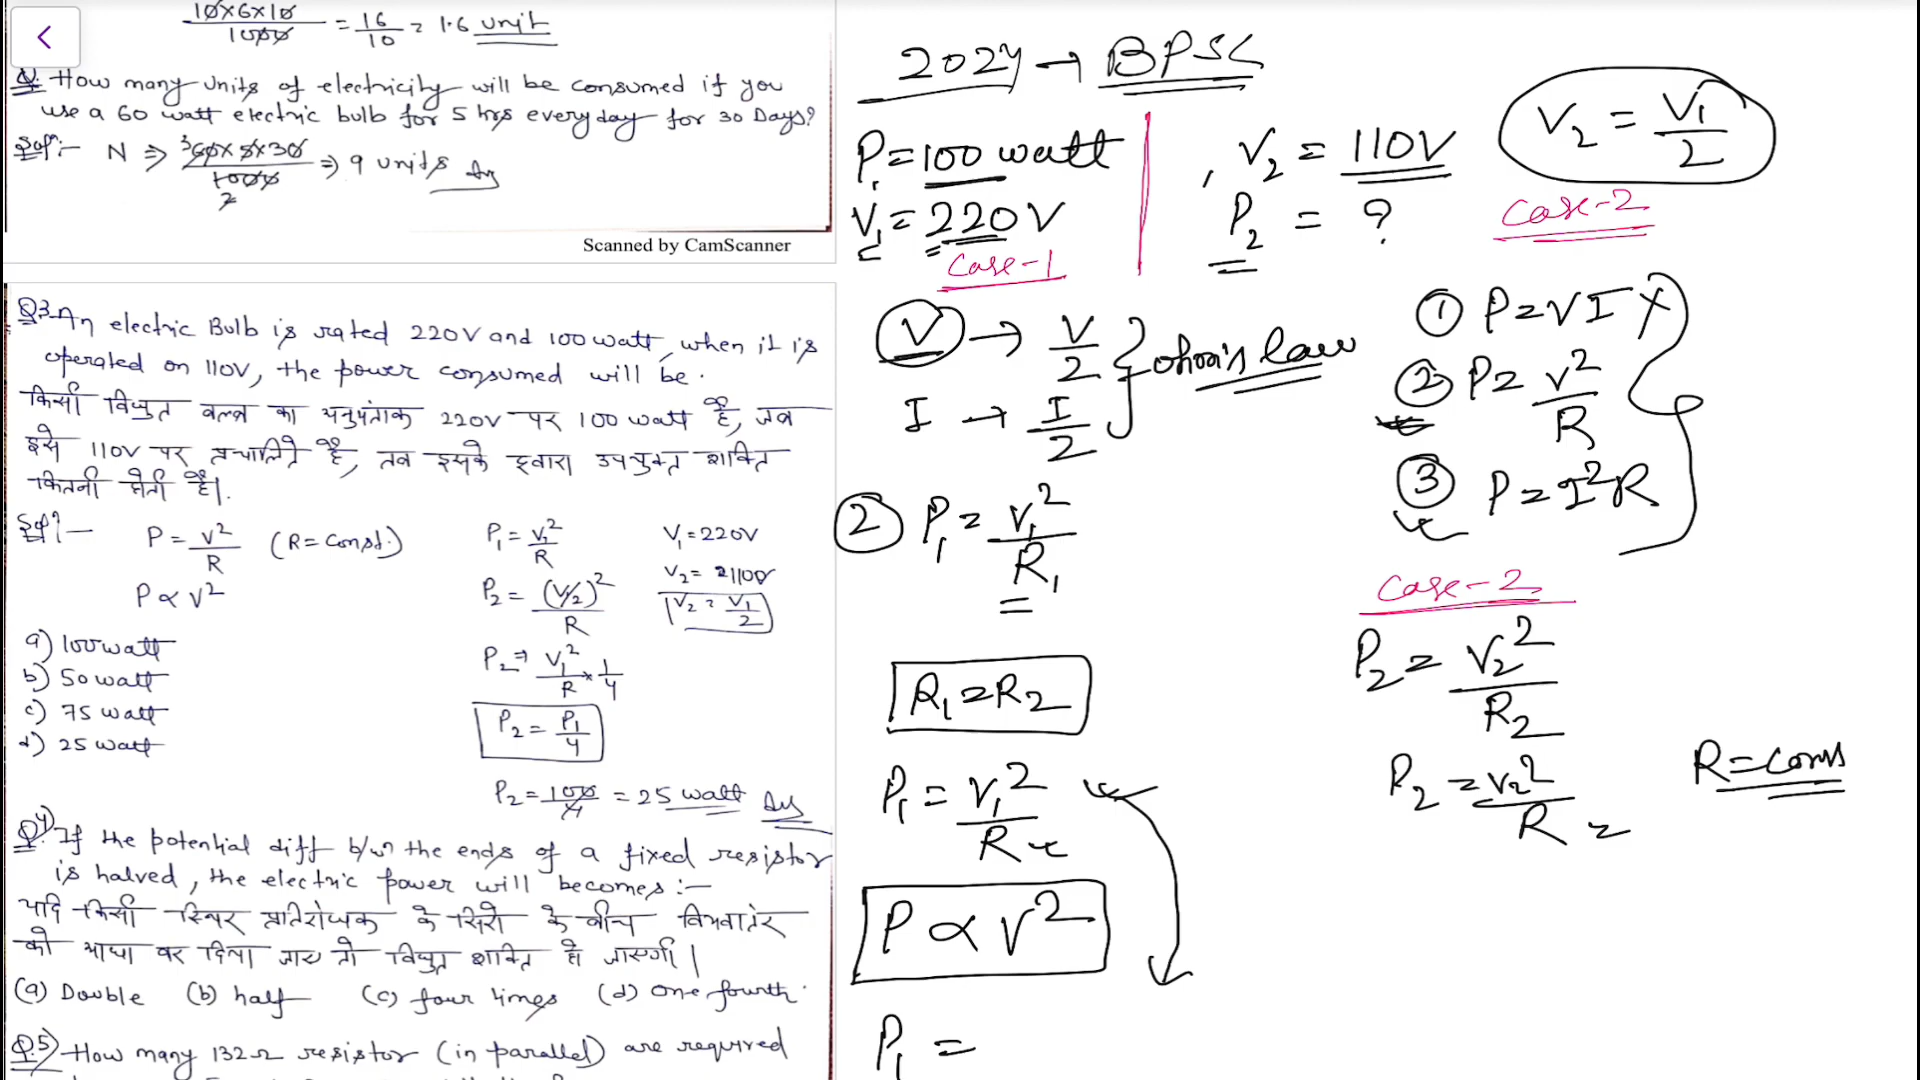 10×6×10 / 1000 = 16/10 = 1.6 unit
Q. How many units of electricity will be consumed if you
use a 60 watt electric bulb for 5 hrs everyday for 30 Days?
Solⁿ:- N ⇒ 60×5×30 / 1000 ⇒ 9 units Ans
Scanned by CamScanner
Q.3 An electric Bulb is rated 220V and 100 watt, when it is
operated on 110V, the power consumed will be.
किसी विद्युत बल्ब का अनुमतांक 220V पर 100 watt है, जब
इसे 110V पर प्रचालित है, तब इसके द्वारा उपयुक्त शक्ति
कितनी होती है।
Solⁿ- P = V²/R (R = Const.)
P ∝ V²
a) 100 watt
b) 50 watt
c) 75 watt
d) 25 watt
P₁ = V₁²/R
P₂ = (V/2)²/R
P₂ ⇒ V₁²/R × 1/4
P₂ = P₁/4
P₂ = 100/4 = 25 watt Ans
V₁ = 220V
V₂ = 110V
V₂ = V₁/2
Q.4) If the potential diff b/wn the ends of a fixed resistor
is halved, the electric power will becomes:-
यदि किसी स्थिर प्रतिरोधक के सिरों के बीच विभवांतर
को आधा कर दिया जाए तो विद्युत शक्ति हो जाएगी।
(a) Double (b) half (c) four times (d) one fourth.
Q.5) How many 132Ω resistor (in parallel) are required
2024 → BPSC
P₁ = 100 watt
V₁ = 220V
Case-1
, V₂ = 110V
P₂ = ?
V₂ = V₁/2
Case-2
V → V/2
I → I/2
ohm's law
① P = VI ×
② P = V²/R
③ P = I²R
② P₁ = V₁²/R₁
R₁ = R₂
P₁ = V₁²/R
P ∝ V²
P₁ =
Case-2
P₂ = V₂²/R₂
P₂ = V₂²/R
R = cons